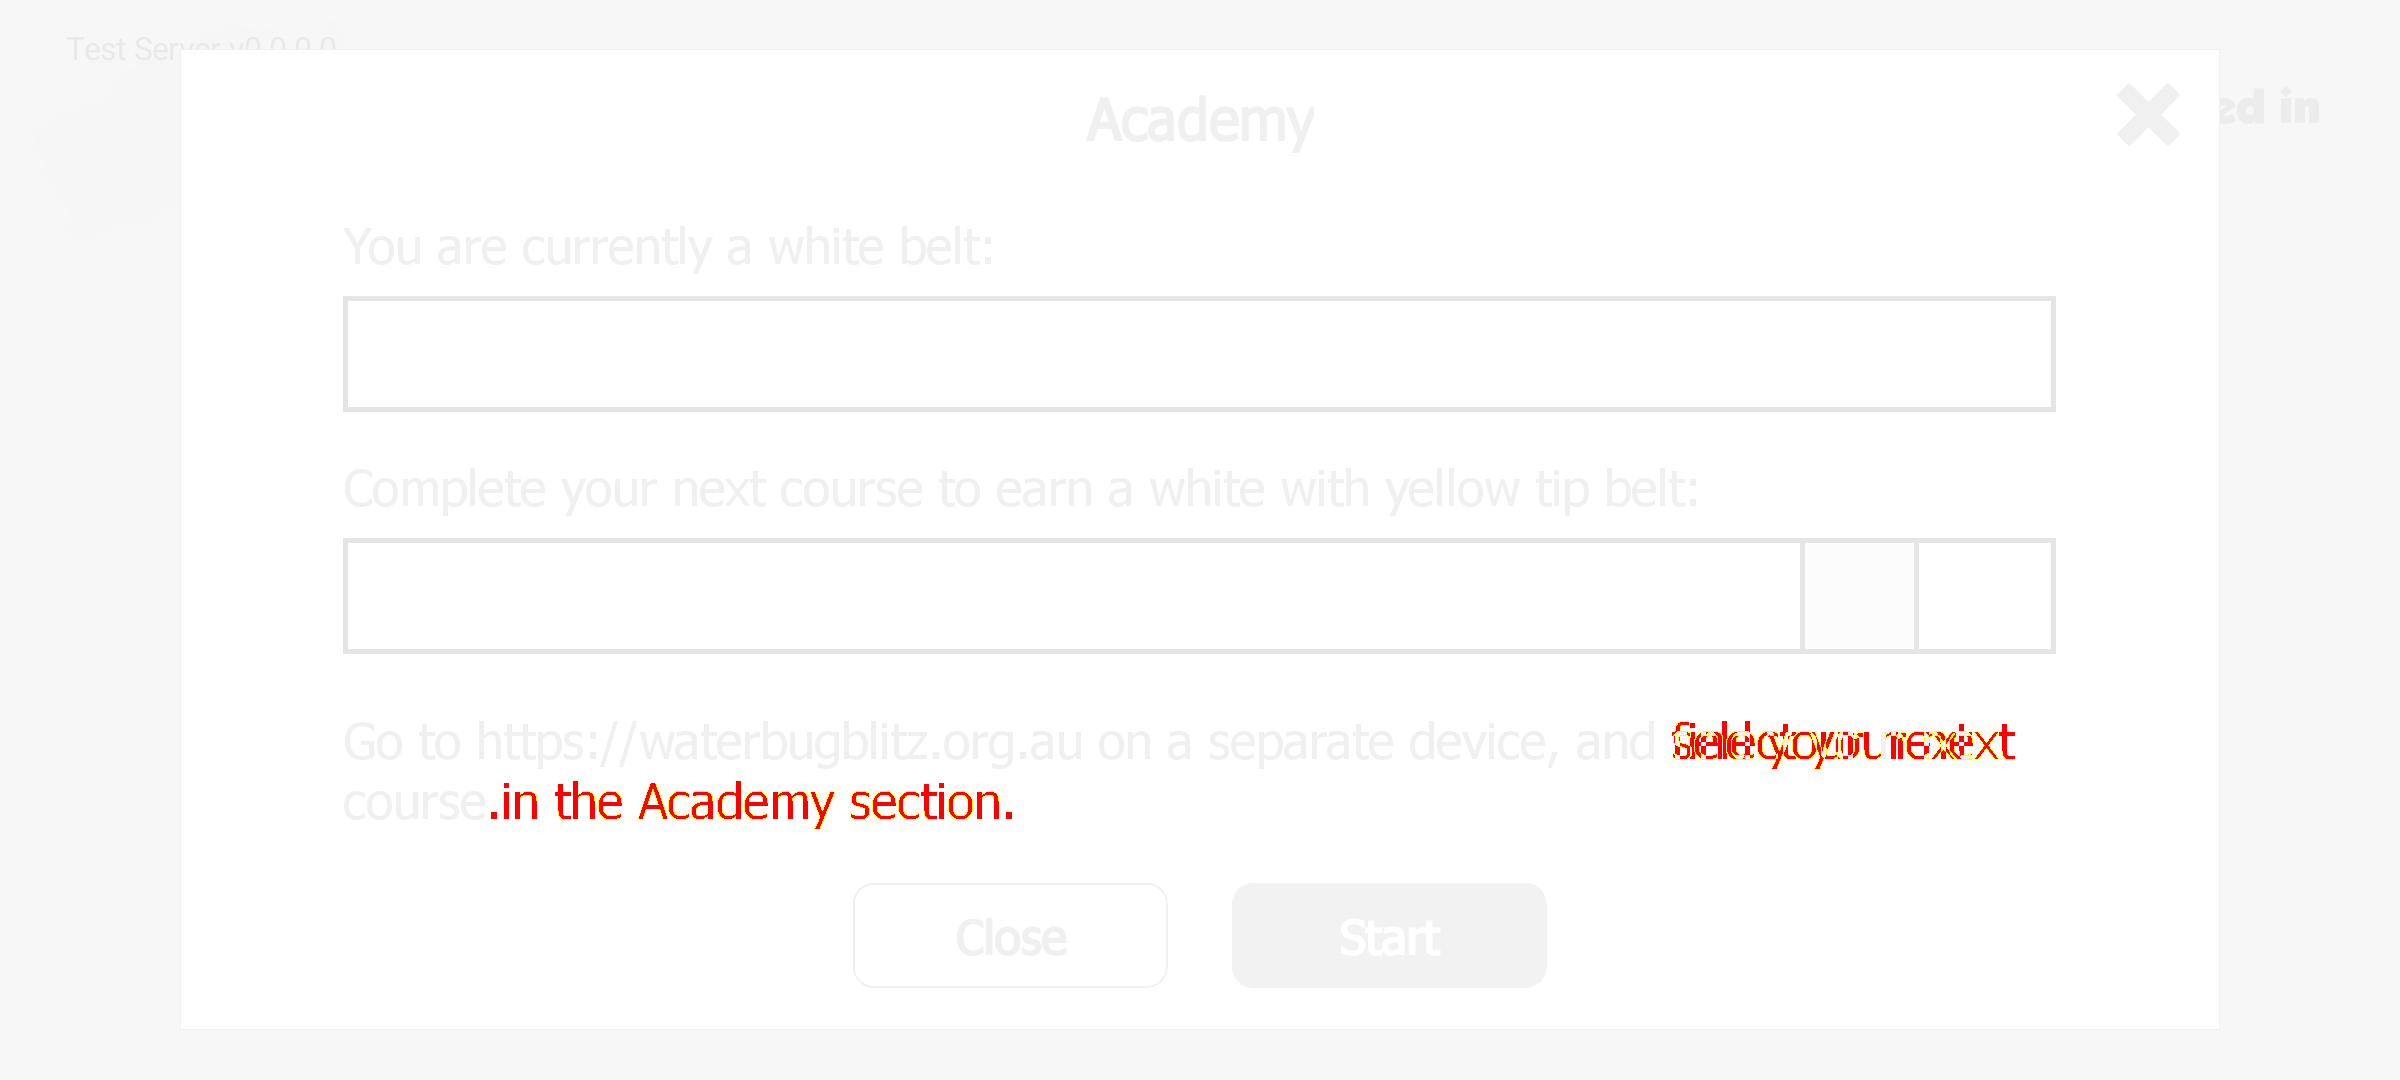 Test Server v0.0.0.0
ed in
Academy
You are currently a white belt:
Complete your next course to earn a white with yellow tip belt:
Go to https://waterbugblitz.org.au on a separate device, and
course.in the Academy section.
Close
Start